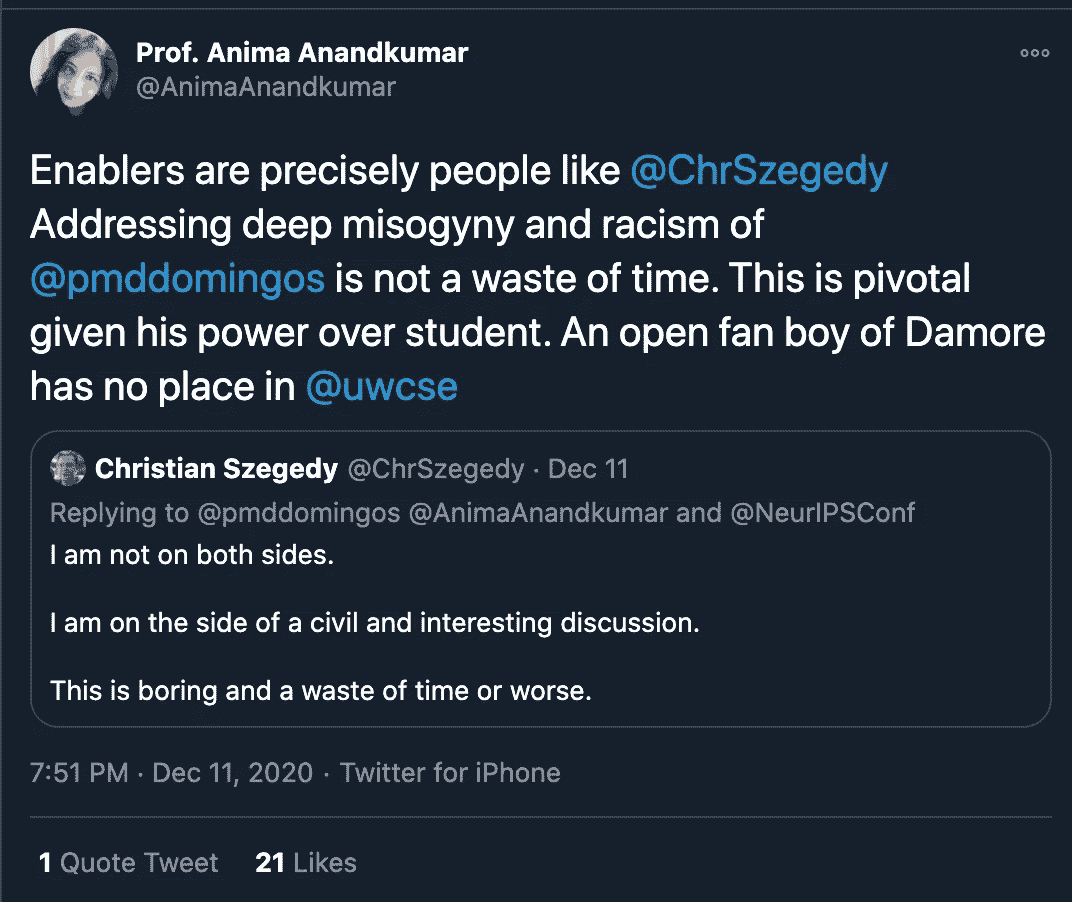 Prof. Anima Anandkumar
@AnimaAnandkumar
Enablers are precisely people like @ChrSzegedy
Addressing deep misogyny and racism of
@pmddomingos is not a waste of time. This is pivotal
given his power over student. An open fan boy of Damore
has no place in @uwcse
Christian Szegedy @ChrSzegedy · Dec 11
Replying to @pmddomingos @AnimaAnandkumar and @NeurIPSConf
I am not on both sides.
I am on the side of a civil and interesting discussion.
This is boring and a waste of time or worse.
7:51 PM · Dec 11, 2020 · Twitter for iPhone
1 Quote Tweet 21 Likes